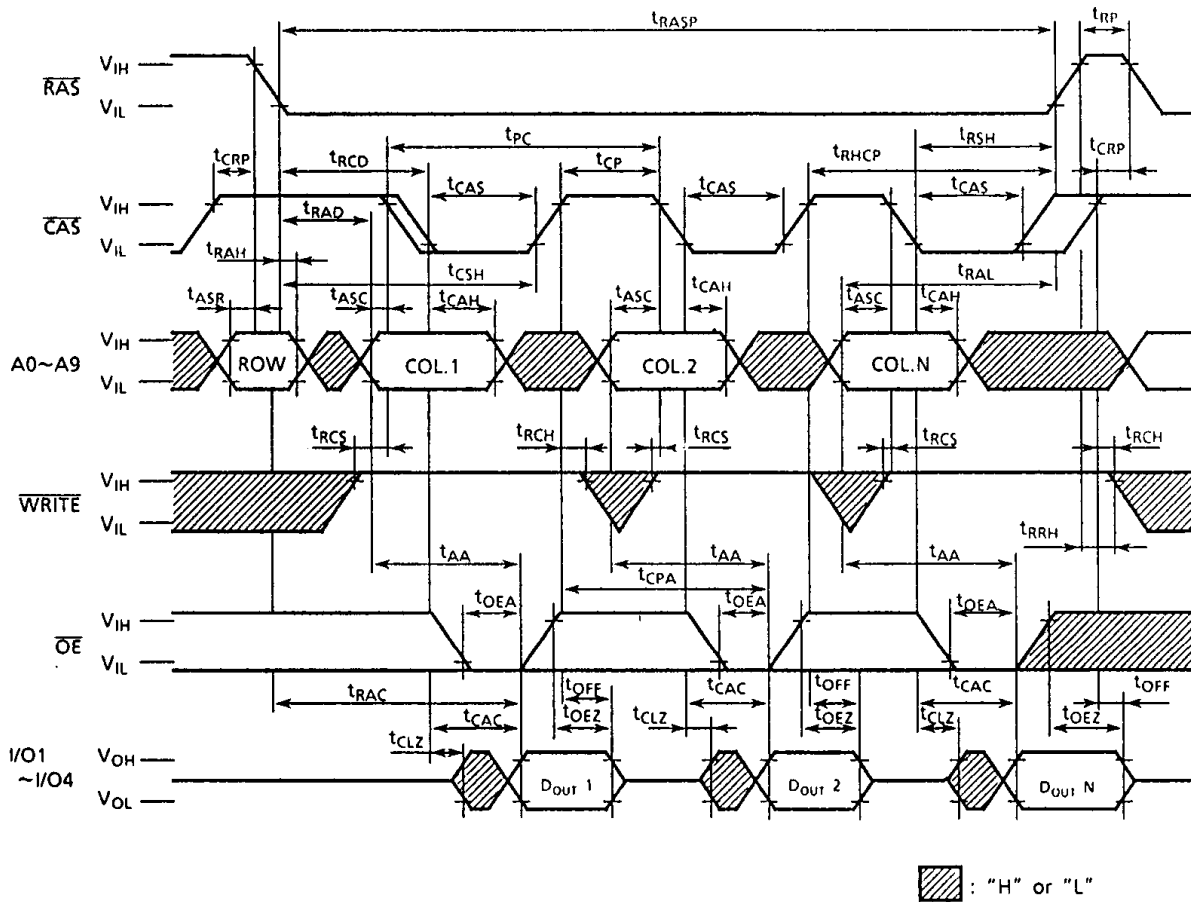 tRASP tRP
RAS VIH
VIL
tPC tRSH
tCRP tRCD tCP tRHCP tCRP
tCAS tCAS tCAS
CAS VIH
VIL
tRAD
tRAH tCSH tRAL
tASR tASC tCAH tASC tCAH tASC tCAH
A0~A9 VIH
VIL
ROW COL.1 COL.2 COL.N
tRCS tRCH tRCS tRCS tRCH
WRITE VIH
VIL
tRRH
tAA tAA tAA
tCPA
tOEA tOEA tOEA
OE VIH
VIL
tRAC tOFF tCAC tOFF tCAC tOFF
tCAC tOEZ tCLZ tOEZ tCLZ tOEZ
tCLZ
I/O1
~I/O4
VOH
VOL
DOUT 1 DOUT 2 DOUT N
: "H" or "L"